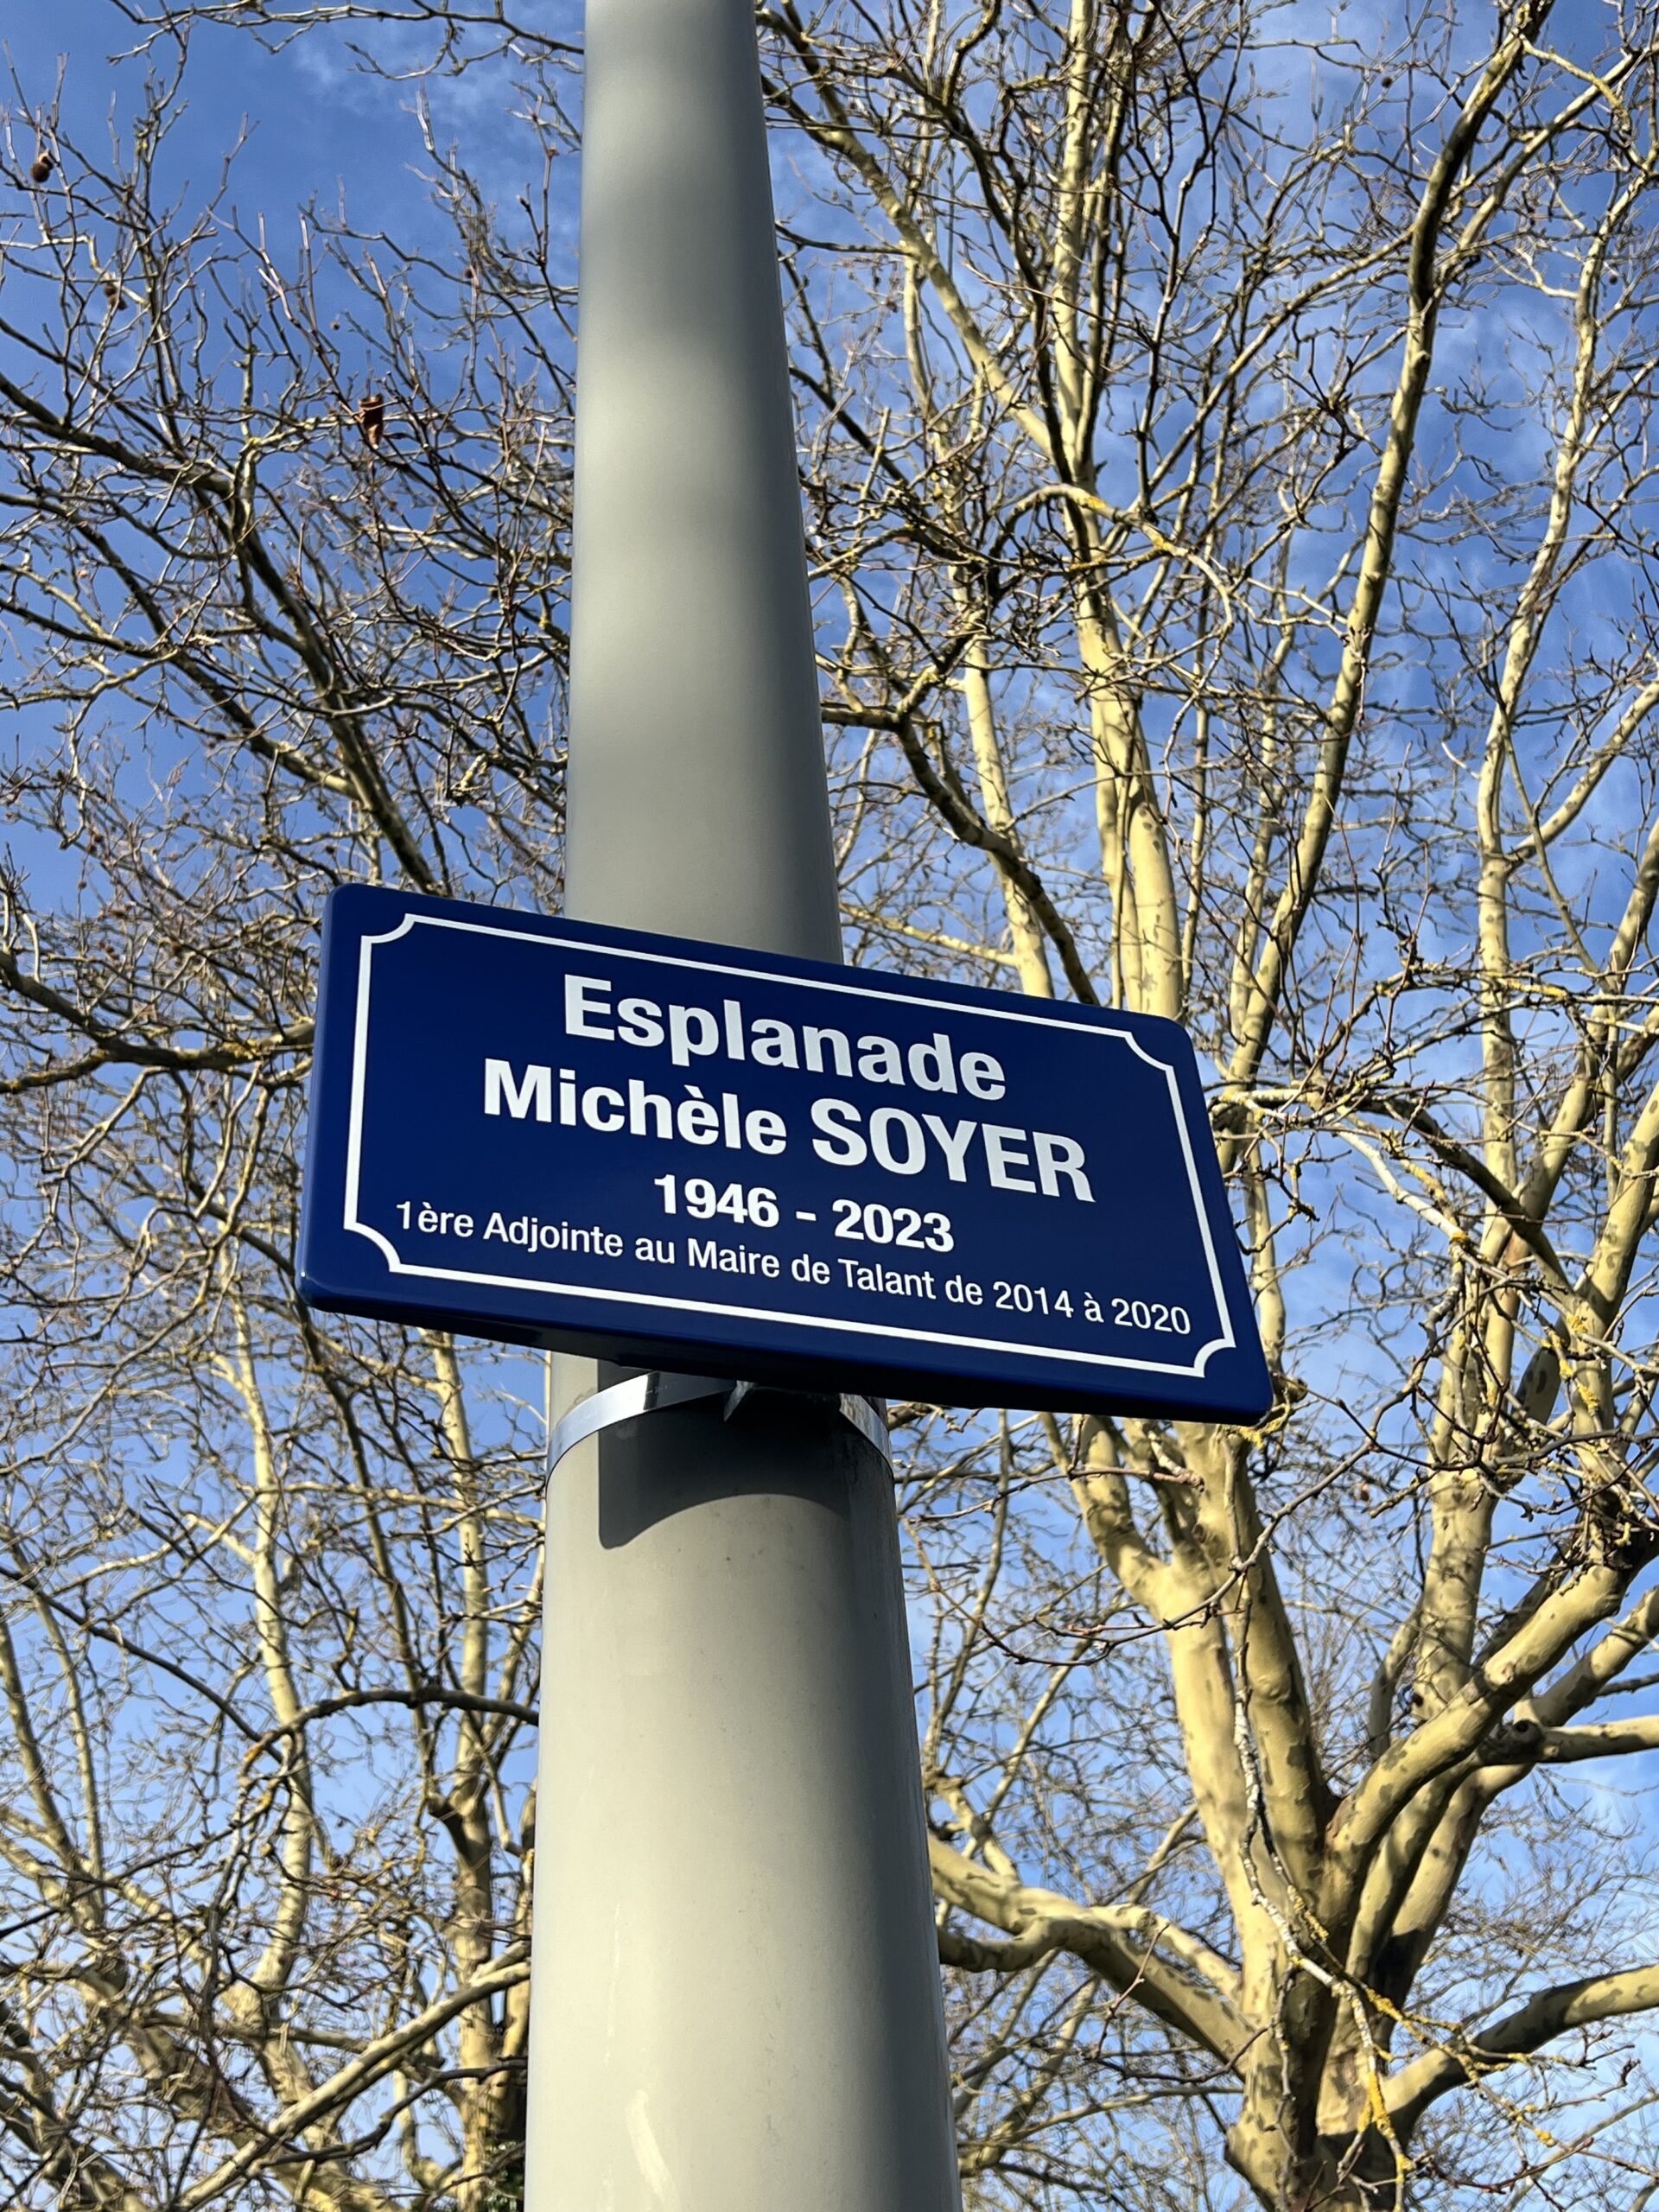 Esplanade
Michèle SOYER
1946 - 2023
1ère Adjointe au Maire de Talant de 2014 à 2020